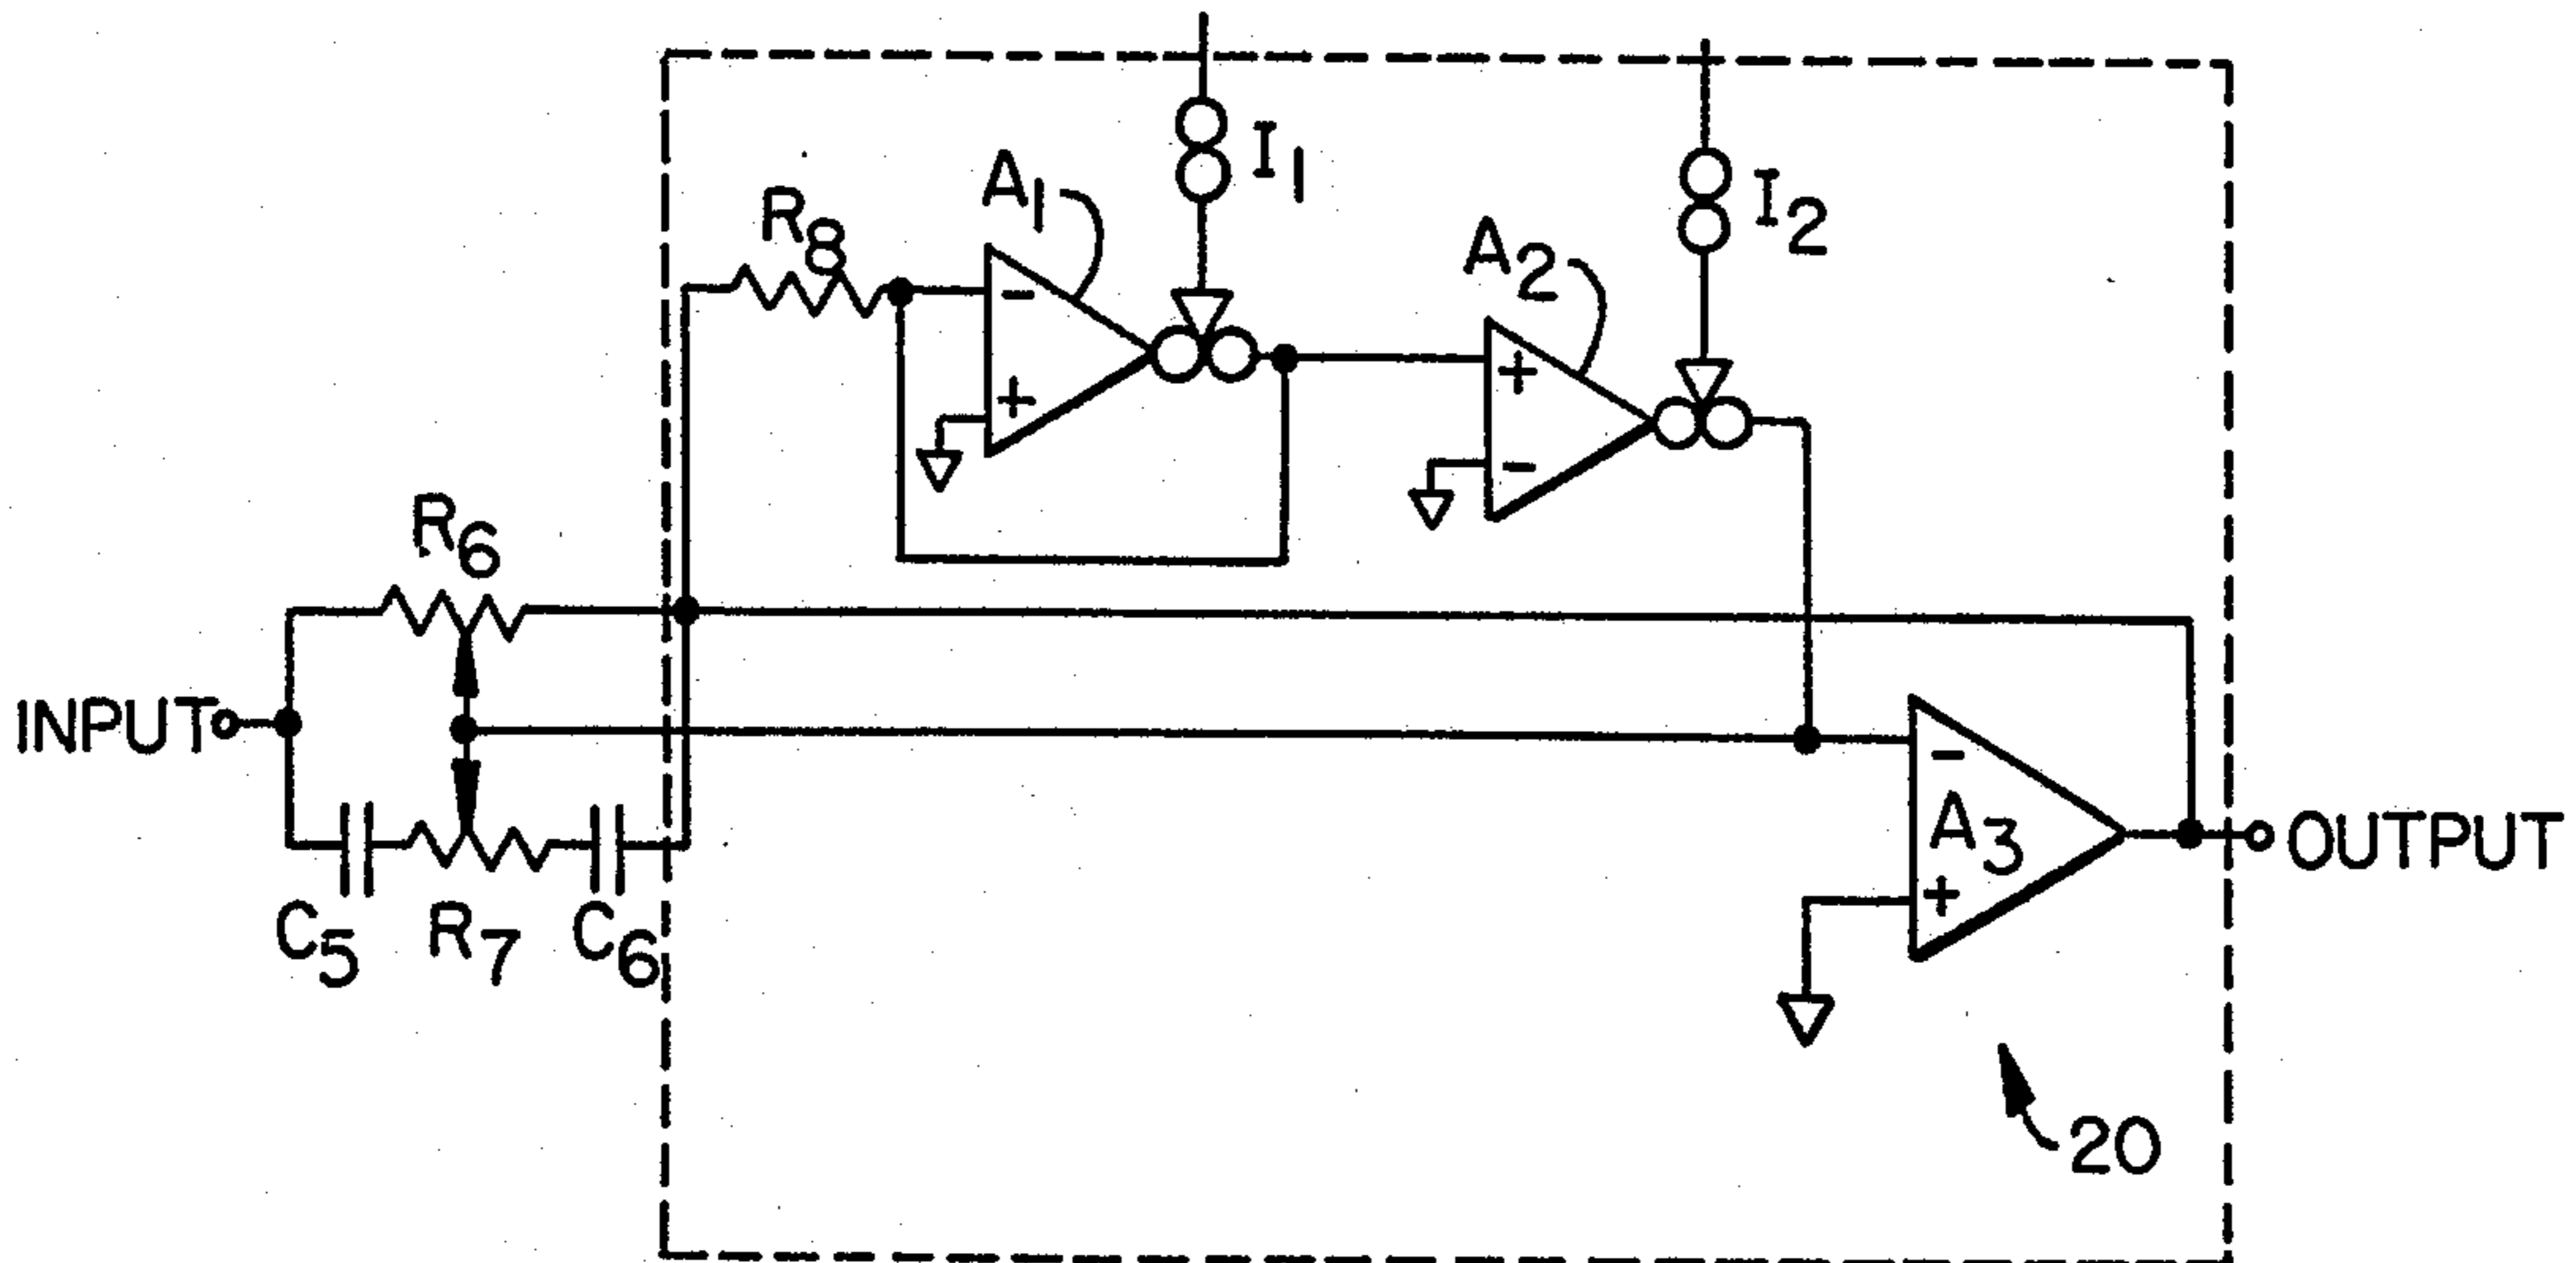 I1
I2
A1
R8
A2
-
+
+
-
R6
INPUT
-
A3
+
OUTPUT
C5
R7
C6
20